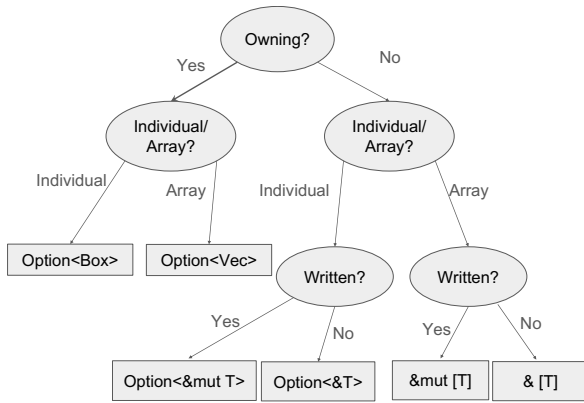 Owning?
Yes
No
Individual/
Array?
Individual/
Array?
Individual
Array
Individual
Array
Option<Box>
Option<Vec>
Written?
Written?
Yes
No
Yes
No
Option<&mut T>
Option<&T>
&mut [T]
& [T]